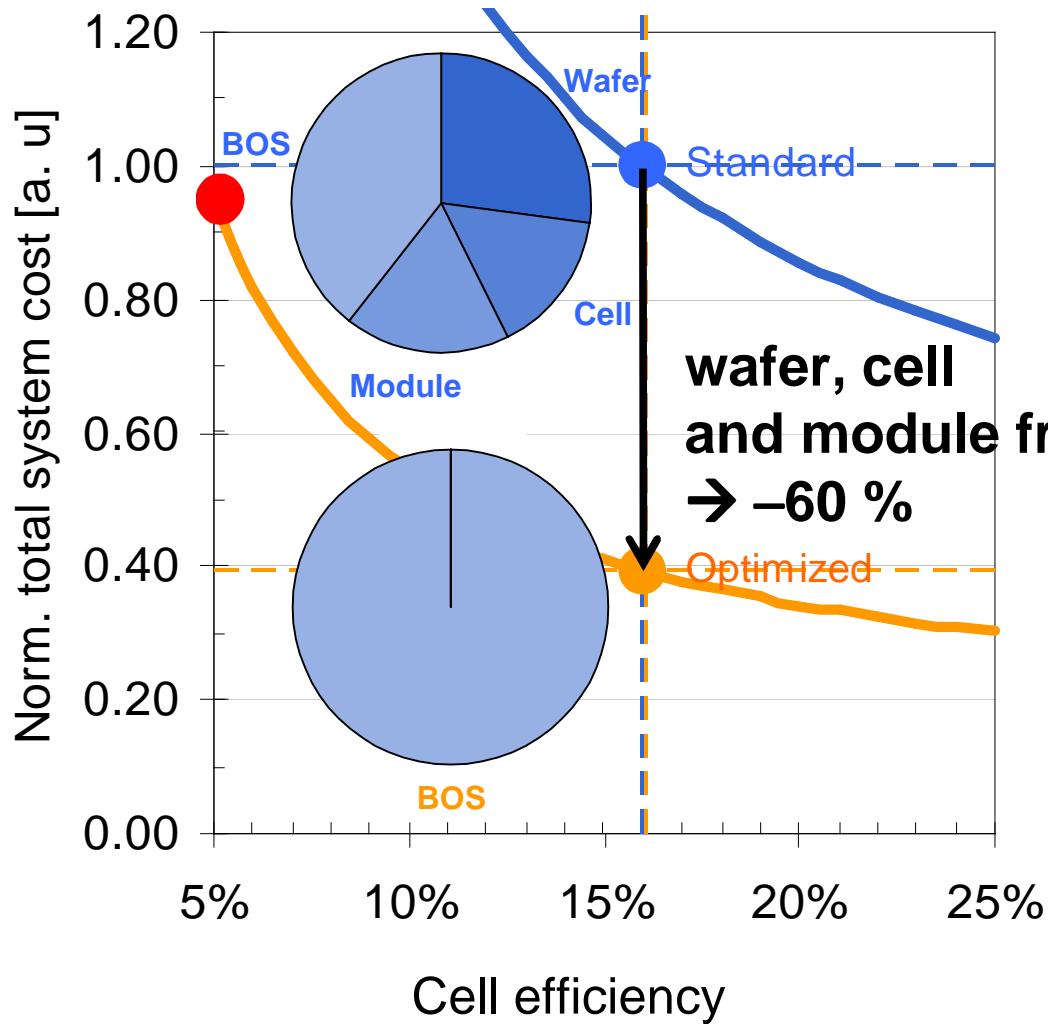 Norm. total system cost [a. u]
1.20
1.00
0.80
0.60
0.40
0.20
0.00
BOS
Wafer
Standard
Cell
Module
wafer, cell
and module fr
➔ –60 %
Optimized
BOS
5%
10%
15%
20%
25%
Cell efficiency